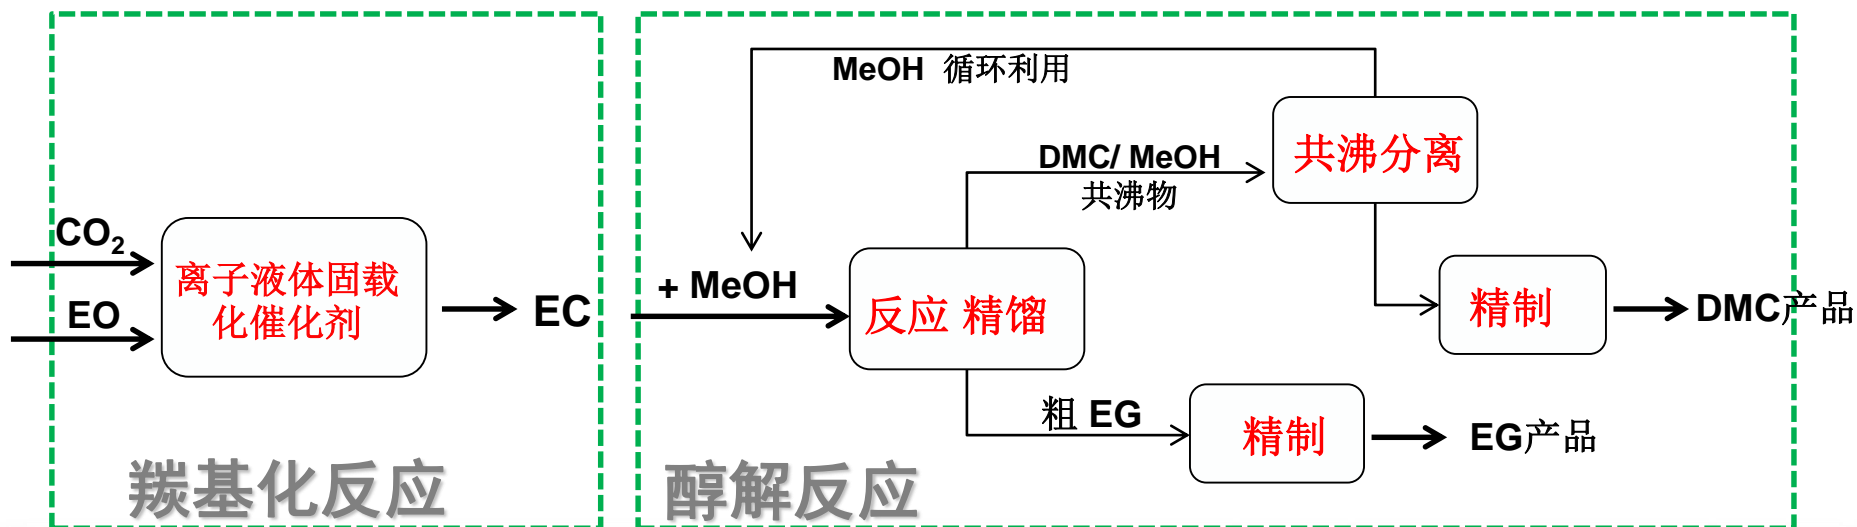 MeOH 循环利用
共沸分离
DMC/ MeOH
共沸物
CO₂
离子液体固载
化催化剂
EO
EC
+ MeOH
反应 精馏
精制
DMC产品
粗 EG
精制
EG产品
羰基化反应
醇解反应